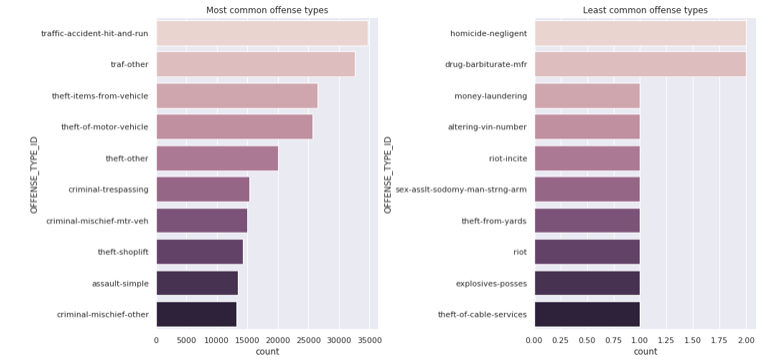 Most common offense types
OFFENSE_TYPE_ID
traffic-accident-hit-and-run
traf-other
theft-items-from-vehicle
theft-of-motor-vehicle
theft-other
criminal-trespassing
criminal-mischief-mtr-veh
theft-shoplift
assault-simple
criminal-mischief-other
0 5000 10000 15000 20000 25000 30000 35000
count
Least common offense types
OFFENSE_TYPE_ID
homicide-negligent
drug-barbiturate-mfr
money-laundering
altering-vin-number
riot-incite
sex-asslt-sodomy-man-strng-arm
theft-from-yards
riot
explosives-posses
theft-of-cable-services
0.00 0.25 0.50 0.75 1.00 1.25 1.50 1.75 2.00
count